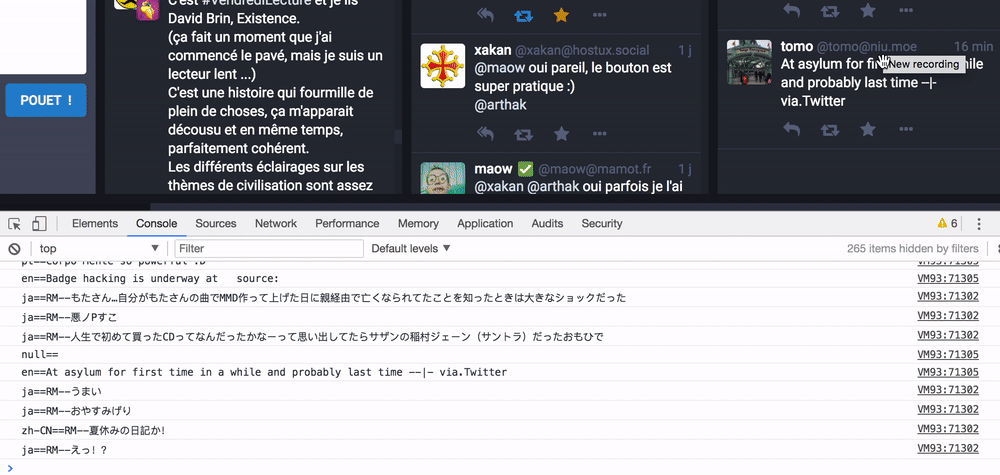 POUET !
C'est #VendrediLecture et je lis
David Brin, Existence.
(ça fait un moment que j'ai
commencé le pavé, mais je suis un
lecteur lent ...)
C'est une histoire qui fourmille de
plein de choses, ça m'apparait
décousu et en même temps,
parfaitement cohérent.
Les différents éclairages sur les
thèmes de civilisation sont assez
xakan @xakan@hostux.social 1 j
@maow oui pareil, le bouton est
super pratique :)
@arthak
maow ✅ @maow@mamot.fr 1 j
@xakan @arthak oui parfois je l'ai
tomo @tomo@niu.moe 16 min
At asylum for
and probably last time --|-
via.Twitter
New recording
Elements Console Sources Network Performance Memory Application Audits Security 6
top Filter Default levels 265 items hidden by filters
VM93:71305
en==Badge hacking is underway at source: VM93:71305
ja==RM--もたさん…自分がもたさんの曲でMMD作って上げた日に親経由で亡くなられてたことを知ったときは大きなショックだった VM93:71302
ja==RM--悪ノPすこ VM93:71302
ja==RM--人生で初めて買ったCDってなんだったかなーって思い出してたらサザンの稲村ジェーン（サントラ）だったおもひで VM93:71302
null== VM93:71305
en==At asylum for first time in a while and probably last time --|- via.Twitter VM93:71305
ja==RM--うまい VM93:71302
ja==RM--おやすみげり VM93:71302
zh-CN==RM--夏休みの日記か! VM93:71302
ja==RM--えっ！？ VM93:71302